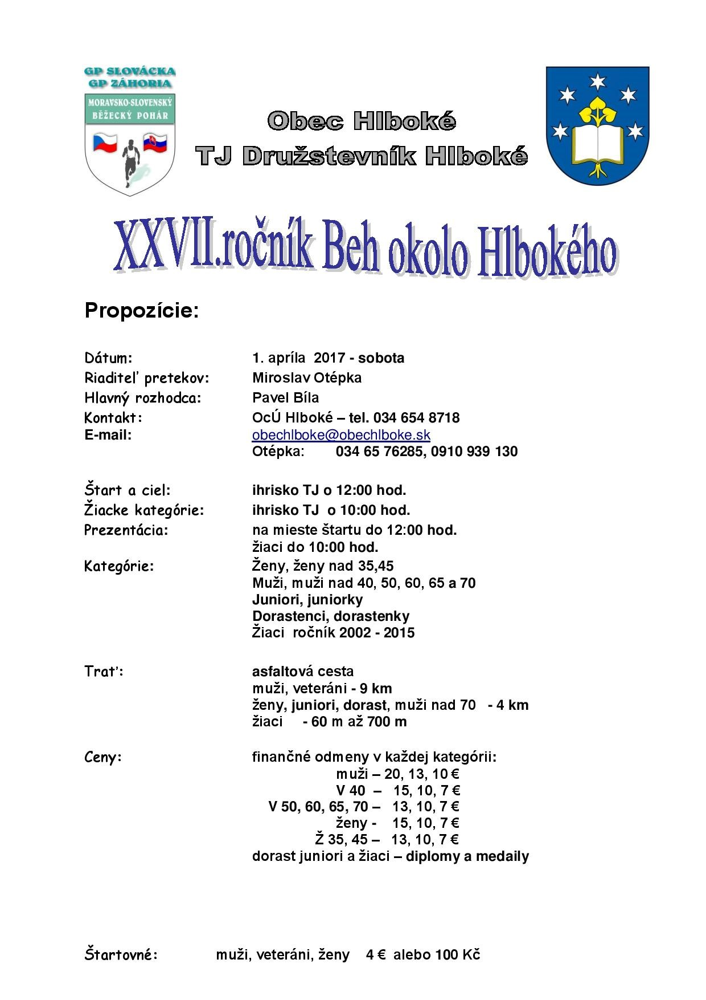 GP SLOVÁCKA
GP ZÁHORIA
MORAVSKO-SLOVENSKÝ
BĚŽECKÝ POHÁR
Obec Hlboké
TJ Družstevník Hlboké
XXVII.ročník Beh okolo Hlbokého
Propozície:
Dátum: 1. apríla 2017 - sobota
Riaditeľ pretekov: Miroslav Otépka
Hlavný rozhodca: Pavel Bíla
Kontakt: OcÚ Hlboké – tel. 034 654 8718
E-mail: obechlboke@obechlboke.sk
Otépka: 034 65 76285, 0910 939 130
Štart a ciel: ihrisko TJ o 12:00 hod.
Žiacke kategórie: ihrisko TJ o 10:00 hod.
Prezentácia: na mieste štartu do 12:00 hod.
žiaci do 10:00 hod.
Kategórie: Ženy, ženy nad 35,45
Muži, muži nad 40, 50, 60, 65 a 70
Juniori, juniorky
Dorastenci, dorastenky
Žiaci ročník 2002 - 2015
Trať: asfaltová cesta
muži, veteráni - 9 km
ženy, juniori, dorast, muži nad 70 - 4 km
žiaci - 60 m až 700 m
Ceny: finančné odmeny v každej kategórii:
muži – 20, 13, 10 €
V 40 – 15, 10, 7 €
V 50, 60, 65, 70 – 13, 10, 7 €
ženy - 15, 10, 7 €
Ž 35, 45 – 13, 10, 7 €
dorast juniori a žiaci – diplomy a medaily
Štartovné: muži, veteráni, ženy 4 € alebo 100 Kč